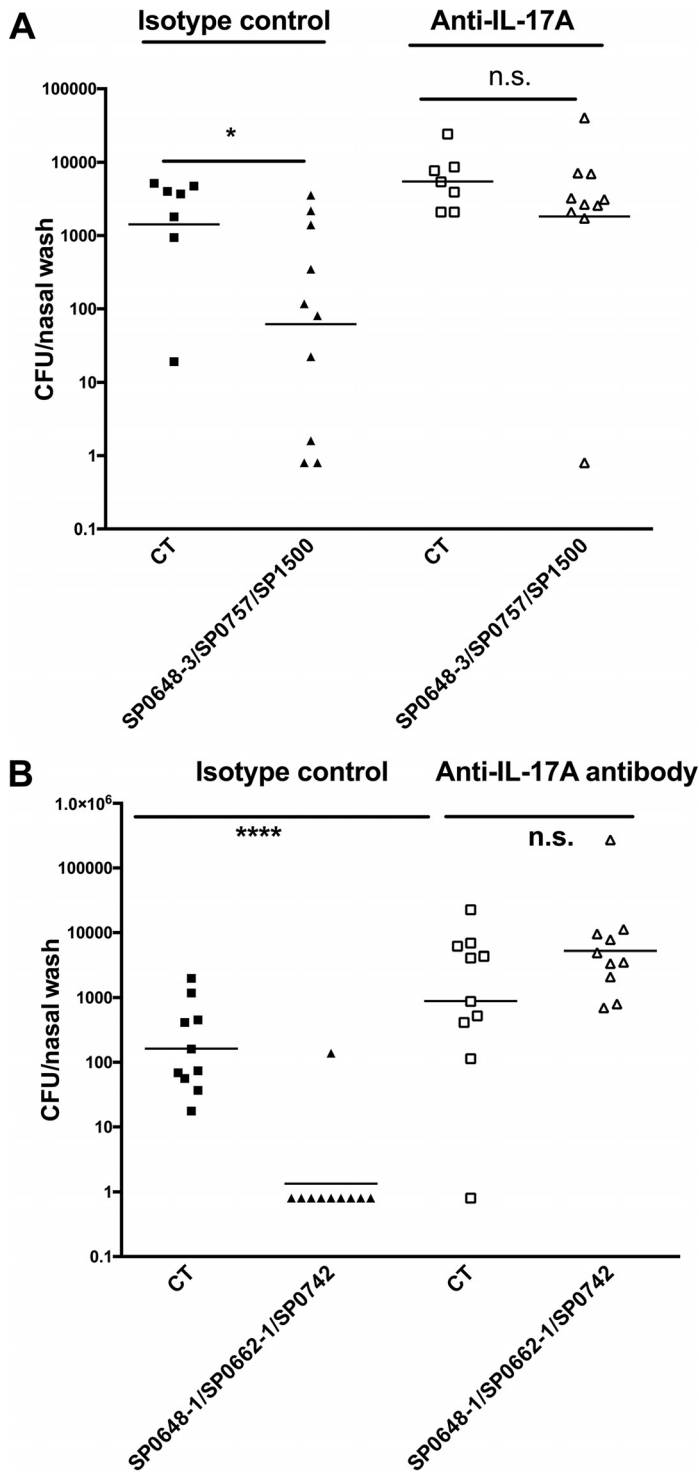 A
Isotype control
Anti-IL-17A
n.s.
*
100000
10000
1000
100
10
1
0.1
CFU/nasal wash
CT
SP0648-3/SP0757/SP1500
CT
SP0648-3/SP0757/SP1500
B
Isotype control
Anti-IL-17A antibody
****
n.s.
1.0×10⁶
100000
10000
1000
100
10
1
0.1
CFU/nasal wash
CT
SP0648-1/SP0662-1/SP0742
CT
SP0648-1/SP0662-1/SP0742